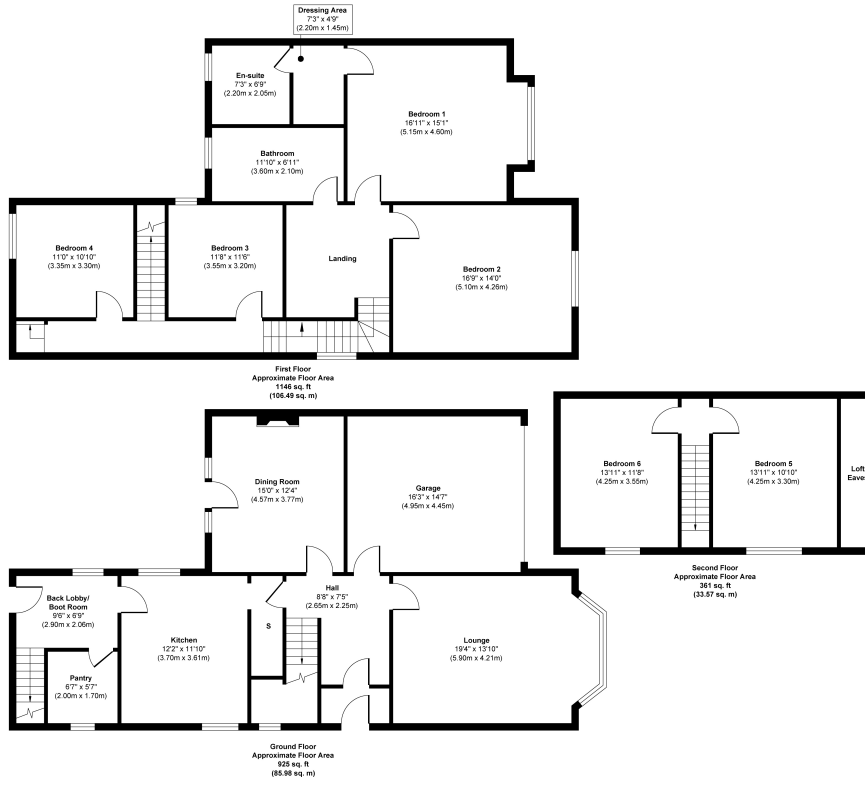 Dressing Area
7'3" x 4'9"
(2.20m x 1.45m)
En-suite
7'3" x 6'9"
(2.20m x 2.05m)
Bedroom 1
16'11" x 15'1"
(5.15m x 4.60m)
Bathroom
11'10" x 6'11"
(3.60m x 2.10m)
Bedroom 4
11'0" x 10'10"
(3.35m x 3.30m)
Bedroom 3
11'8" x 11'6"
(3.55m x 3.20m)
Landing
Bedroom 2
16'9" x 14'0"
(5.10m x 4.26m)
First Floor
Approximate Floor Area
1146 sq. ft
(106.49 sq. m)
Dining Room
15'0" x 12'4"
(4.57m x 3.77m)
Garage
16'3" x 14'7"
(4.95m x 4.45m)
Bedroom 6
13'11" x 11'8"
(4.25m x 3.55m)
Bedroom 5
13'11" x 10'10"
(4.25m x 3.30m)
Loft
Eaves
Second Floor
Approximate Floor Area
361 sq. ft
(33.57 sq. m)
Back Lobby/
Boot Room
9'6" x 6'9"
(2.90m x 2.06m)
Hall
8'8" x 7'5"
(2.65m x 2.25m)
S
Kitchen
12'2" x 11'10"
(3.70m x 3.61m)
Lounge
19'4" x 13'10"
(5.90m x 4.21m)
Pantry
6'7" x 5'7"
(2.00m x 1.70m)
Ground Floor
Approximate Floor Area
925 sq. ft
(85.98 sq. m)